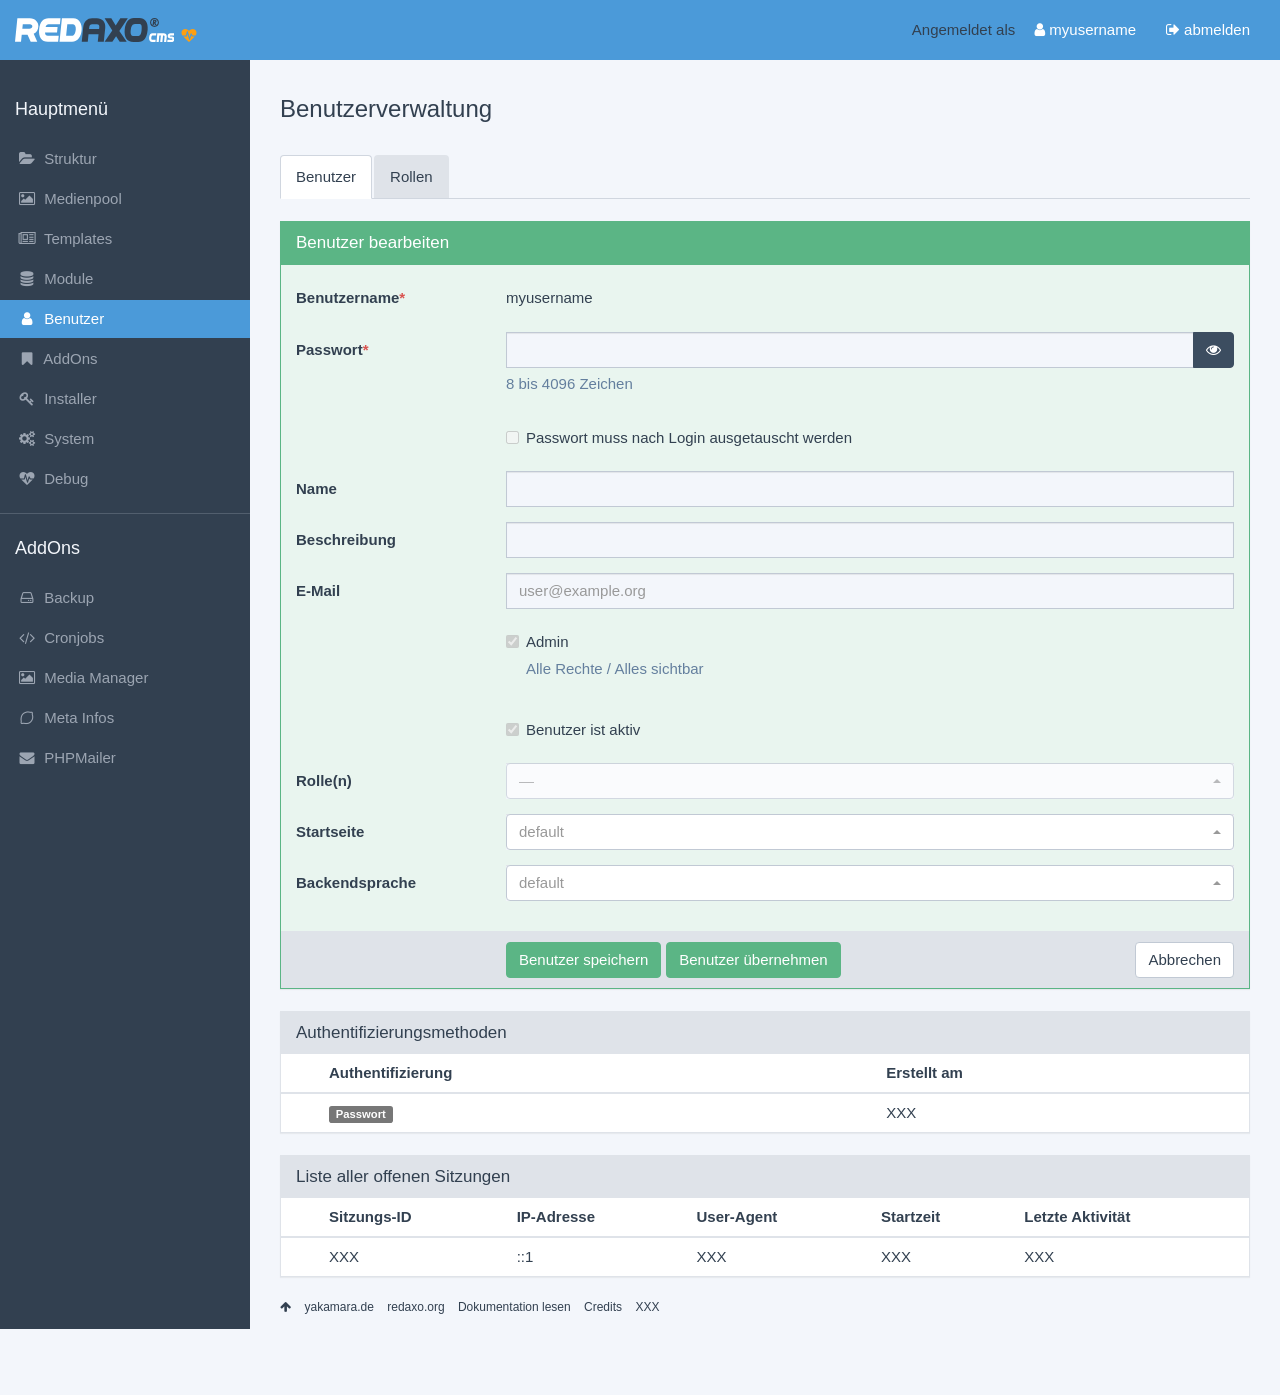 REDAXO® cms
Angemeldet als myusername abmelden
Hauptmenü
Struktur
Medienpool
Templates
Module
Benutzer
AddOns
Installer
System
Debug
AddOns
Backup
Cronjobs
Media Manager
Meta Infos
PHPMailer
Benutzerverwaltung
Benutzer Rollen
Benutzer bearbeiten
Benutzername* myusername
Passwort*
8 bis 4096 Zeichen
Passwort muss nach Login ausgetauscht werden
Name
Beschreibung
E-Mail user@example.org
Admin
Alle Rechte / Alles sichtbar
Benutzer ist aktiv
Rolle(n) —
Startseite default
Backendsprache default
Benutzer speichern Benutzer übernehmen Abbrechen
Authentifizierungsmethoden
Authentifizierung Erstellt am
Passwort XXX
Liste aller offenen Sitzungen
Sitzungs-ID IP-Adresse User-Agent Startzeit Letzte Aktivität
XXX ::1 XXX XXX XXX
yakamara.de redaxo.org Dokumentation lesen Credits XXX